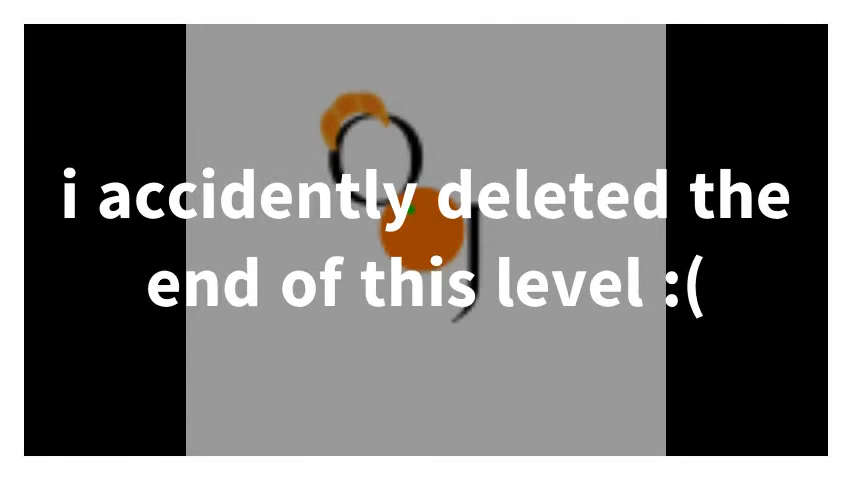 i accidently deleted the
end of this level :(